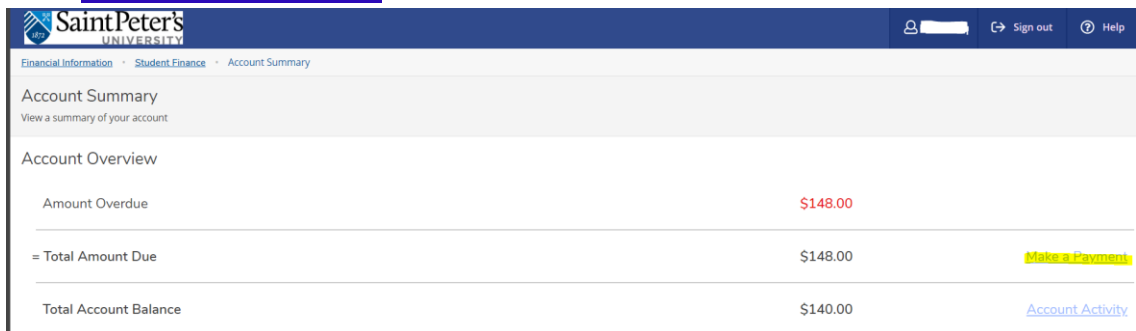 SaintPeter's
UNIVERSITY
1872
Sign out
Help
Financial Information • Student Finance • Account Summary
Account Summary
View a summary of your account
Account Overview
Amount Overdue $148.00
= Total Amount Due $148.00 Make a Payment
Total Account Balance $140.00 Account Activity